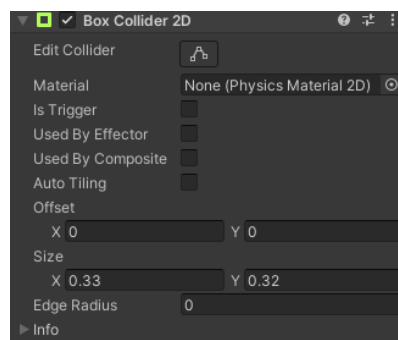 Box Collider 2D
Edit Collider
Material None (Physics Material 2D)
Is Trigger
Used By Effector
Used By Composite
Auto Tiling
Offset
X 0 Y 0
Size
X 0.33 Y 0.32
Edge Radius 0
Info